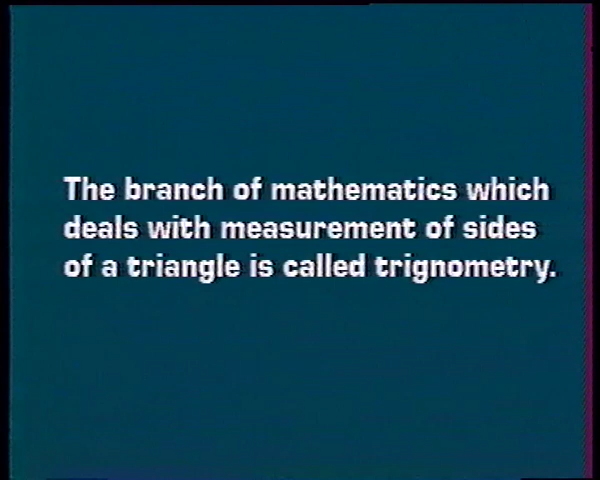 The branch of mathematics which
deals with measurement of sides
of a triangle is called trignometry.